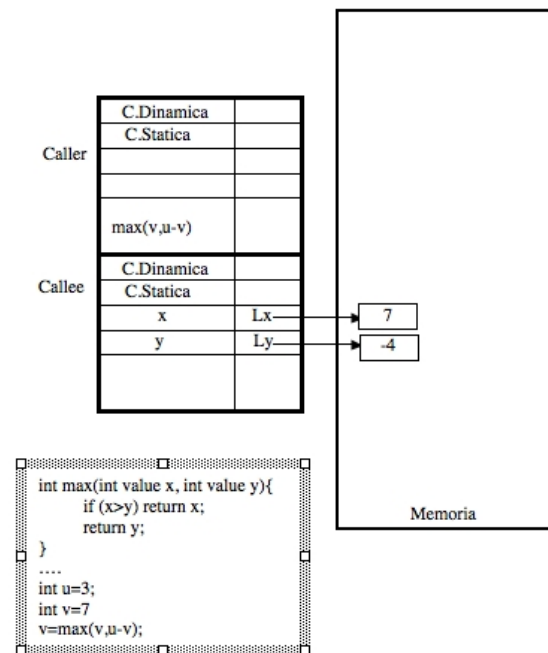 C.Dinamica
C.Statica
Caller
max(v,u-v)
C.Dinamica
Callee
C.Statica
x Lx 7
y Ly -4
Memoria
int max(int value x, int value y){
if (x>y) return x;
return y;
}
....
int u=3;
int v=7
v=max(v,u-v);